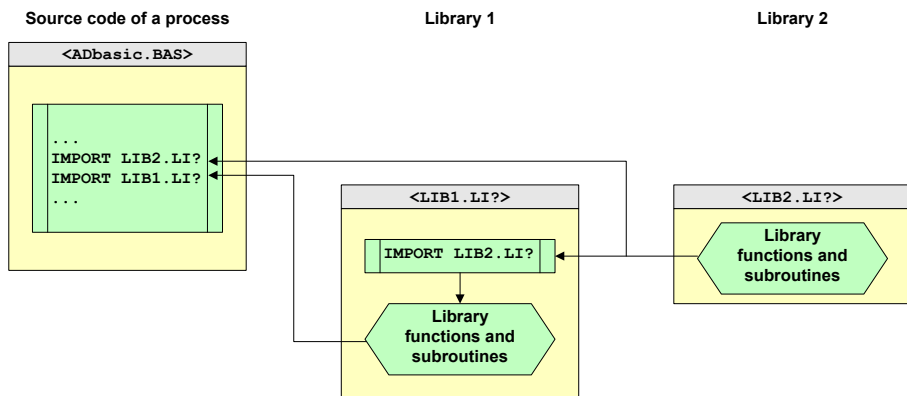 Source code of a process
Library 1
Library 2
<ADbasic.BAS>
...
IMPORT LIB2.LI?
IMPORT LIB1.LI?
...
<LIB1.LI?>
IMPORT LIB2.LI?
Library
functions and
subroutines
<LIB2.LI?>
Library
functions and
subroutines